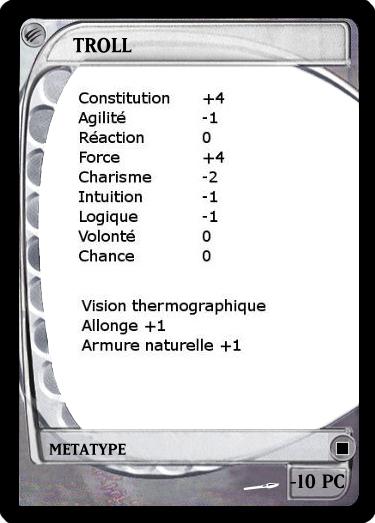 TROLL
Constitution +4
Agilité -1
Réaction 0
Force +4
Charisme -2
Intuition -1
Logique -1
Volonté 0
Chance 0
Vision thermographique
Allonge +1
Armure naturelle +1
METATYPE
-10 PC